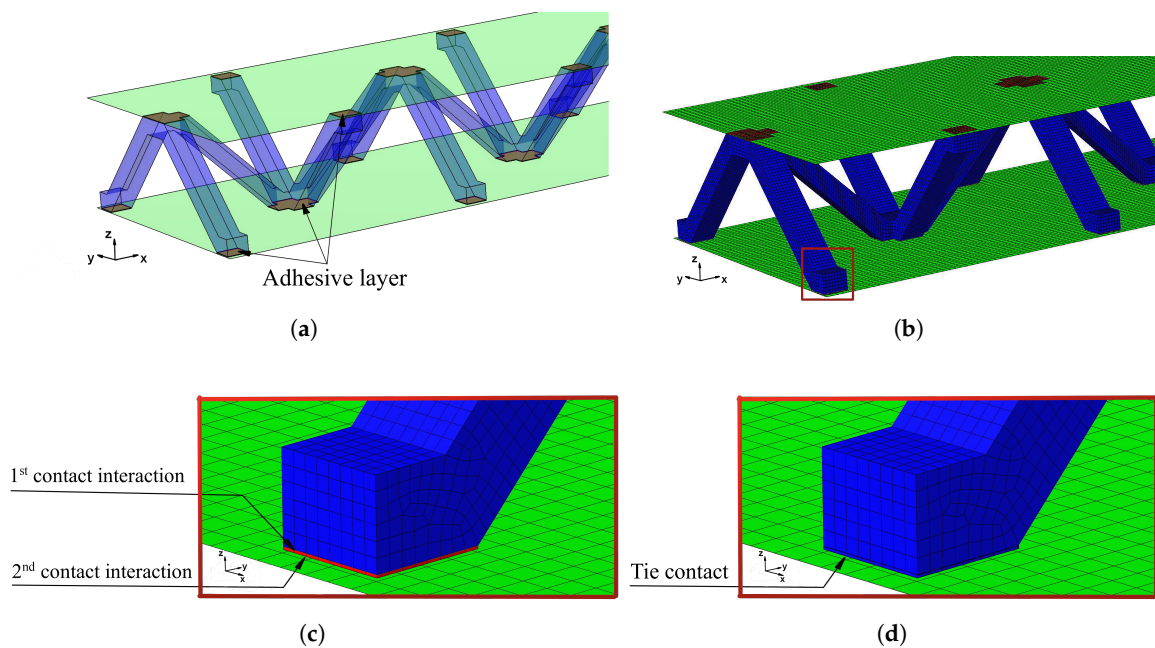 z
y
x
Adhesive layer
(a)
z
y
x
(b)
1st contact interaction
2nd contact interaction
z
y
x
(c)
Tie contact
z
y
x
(d)